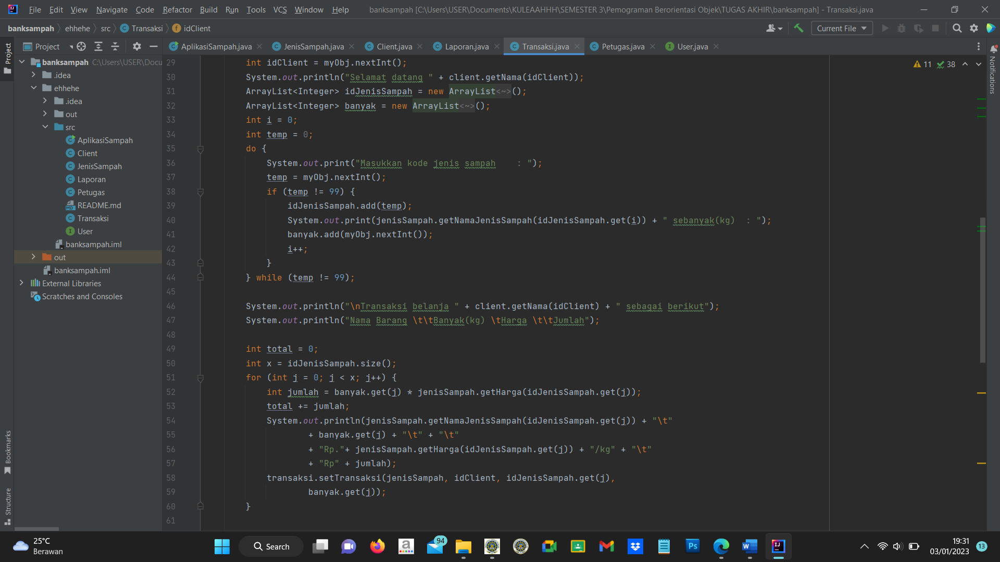 File Edit View Navigate Code Refactor Build Run Tools VCS Window Help banksampah [C:\Users\USER\Documents\KULEAAHHH\SEMESTER 3\Pemograman Berorientasi Objek\TUGAS AKHIR\banksampah] - Transaksi.java
banksampah ehhehe src Transaksi idClient Current File
Project AplikasiSampah.java JenisSampah.java Client.java Laporan.java Transaksi.java Petugas.java User.java
Project
Notifications
Bookmarks
Structure
banksampah C:\Users\USER\Docu
.idea
ehhehe
.idea
out
src
AplikasiSampah
Client
JenisSampah
Laporan
Petugas
README.md
Transaksi
User
banksampah.iml
out
banksampah.iml
External Libraries
Scratches and Consoles
11 38
29 int idClient = myObj.nextInt();
30 System.out.println("Selamat datang " + client.getNama(idClient));
31 ArrayList<Integer> idJenisSampah = new ArrayList<~>();
32 ArrayList<Integer> banyak = new ArrayList<~>();
33 int i = 0;
34 int temp = 0;
35 do {
36 System.out.print("Masukkan kode jenis sampah    : ");
37 temp = myObj.nextInt();
38 if (temp != 99) {
39 idJenisSampah.add(temp);
40 System.out.print(jenisSampah.getNamaJenisSampah(idJenisSampah.get(i)) + " sebanyak(kg)  : ");
41 banyak.add(myObj.nextInt());
42 i++;
43 }
44 } while (temp != 99);
45
46 System.out.println("\nTransaksi belanja " + client.getNama(idClient) + " sebagai berikut");
47 System.out.println("Nama Barang \t\tBanyak(kg) \tHarga \t\tJumlah");
48
49 int total = 0;
50 int x = idJenisSampah.size();
51 for (int j = 0; j < x; j++) {
52 int jumlah = banyak.get(j) * jenisSampah.getHarga(idJenisSampah.get(j));
53 total += jumlah;
54 System.out.println(jenisSampah.getNamaJenisSampah(idJenisSampah.get(j)) + "\t"
55 + banyak.get(j) + "\t" + "\t"
56 + "Rp."+ jenisSampah.getHarga(idJenisSampah.get(j)) + "/kg" + "\t"
57 + "Rp" + jumlah);
58 transaksi.setTransaksi(jenisSampah, idClient, idJenisSampah.get(j),
59 banyak.get(j));
60 }
61
25°C
Berawan
Search
94
19:31
03/01/2023
13